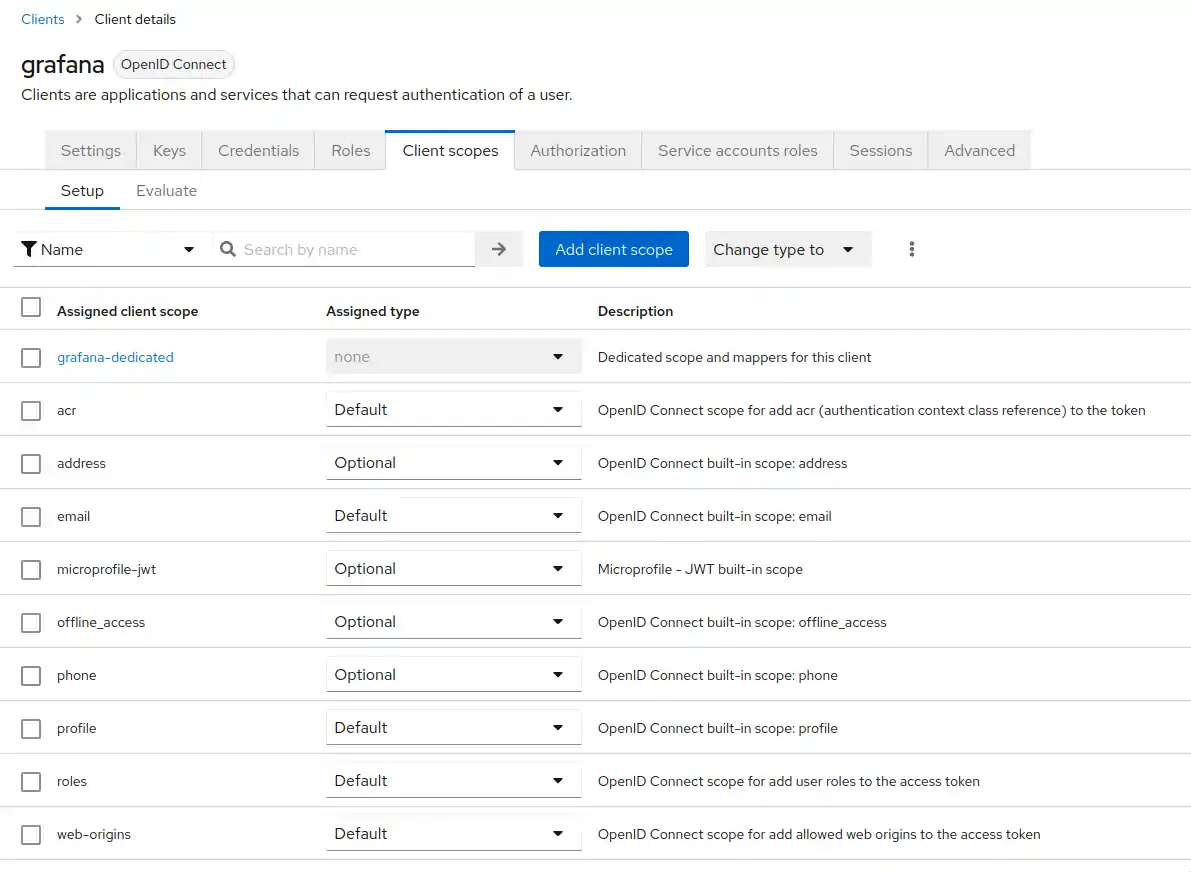 Clients > Client details
grafana OpenID Connect
Clients are applications and services that can request authentication of a user.
Settings Keys Credentials Roles Client scopes Authorization Service accounts roles Sessions Advanced
Setup Evaluate
Name Search by name Add client scope Change type to
Assigned client scope Assigned type Description
grafana-dedicated none Dedicated scope and mappers for this client
acr Default OpenID Connect scope for add acr (authentication context class reference) to the token
address Optional OpenID Connect built-in scope: address
email Default OpenID Connect built-in scope: email
microprofile-jwt Optional Microprofile - JWT built-in scope
offline_access Optional OpenID Connect built-in scope: offline_access
phone Optional OpenID Connect built-in scope: phone
profile Default OpenID Connect built-in scope: profile
roles Default OpenID Connect scope for add user roles to the access token
web-origins Default OpenID Connect scope for add allowed web origins to the access token